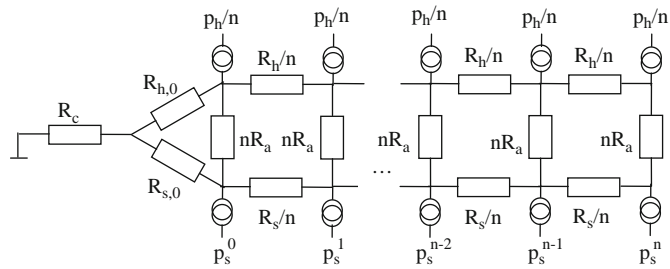 p_h/n p_h/n p_h/n p_h/n p_h/n
R_h/n R_h/n R_h/n
R_h,0
R_c nR_a nR_a nR_a nR_a nR_a
R_s,0 ...
R_s/n R_s/n R_s/n
p_s^0 p_s^1 p_s^n-2 p_s^n-1 p_s^n